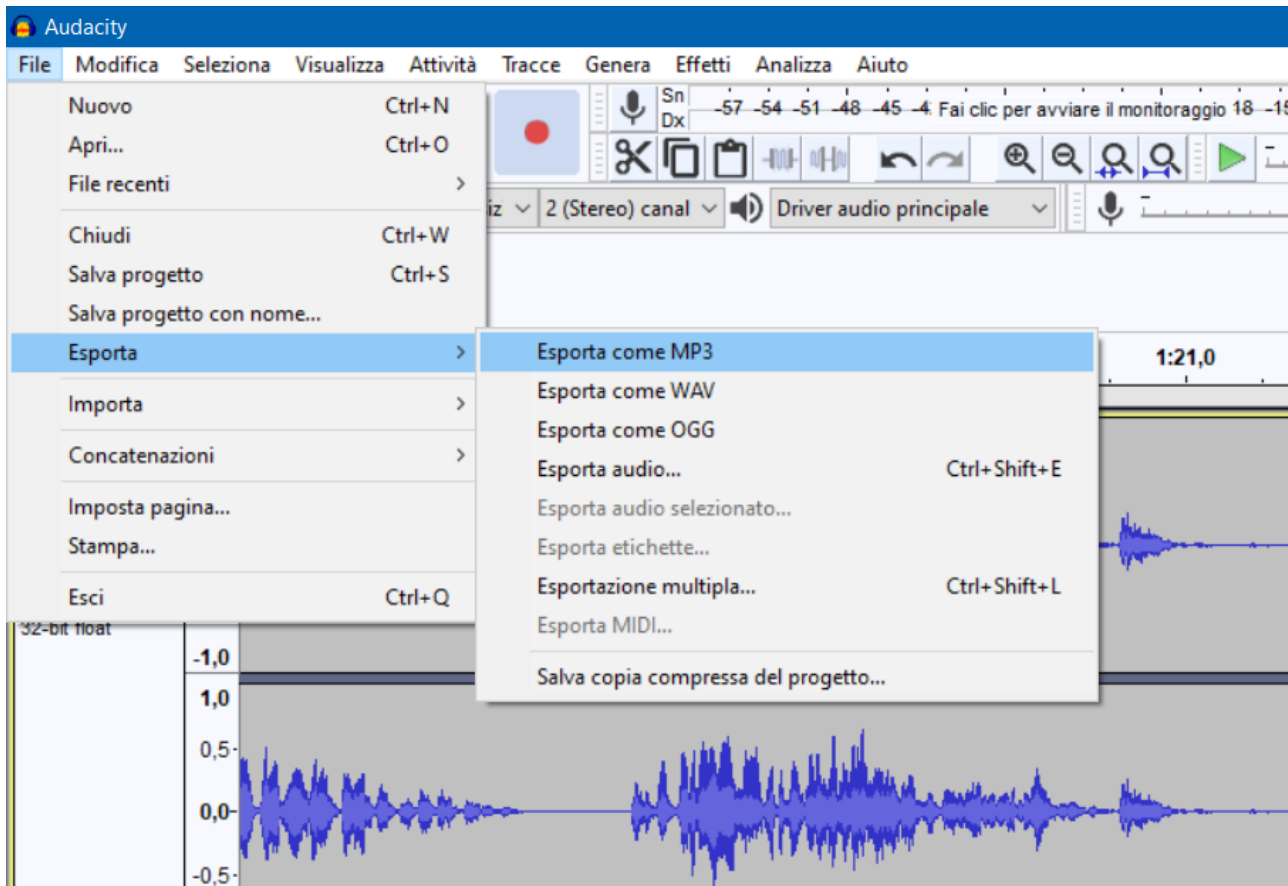 Audacity
File Modifica Seleziona Visualizza Attività Tracce Genera Effetti Analizza Aiuto
Nuovo Ctrl+N
Apri... Ctrl+O
File recenti
Chiudi Ctrl+W
Salva progetto Ctrl+S
Salva progetto con nome...
Esporta
Importa
Concatenazioni
Imposta pagina...
Stampa...
Esci Ctrl+Q
Sn
Dx
-57 -54 -51 -48 -45 -4 Fai clic per avviare il monitoraggio 18 -15
2 (Stereo) canal Driver audio principale
1:21,0
Esporta come MP3
Esporta come WAV
Esporta come OGG
Esporta audio... Ctrl+Shift+E
Esporta audio selezionato...
Esporta etichette...
Esportazione multipla... Ctrl+Shift+L
Esporta MIDI...
Salva copia compressa del progetto...
32-bit float
-1,0
1,0
0,5
0,0
-0,5